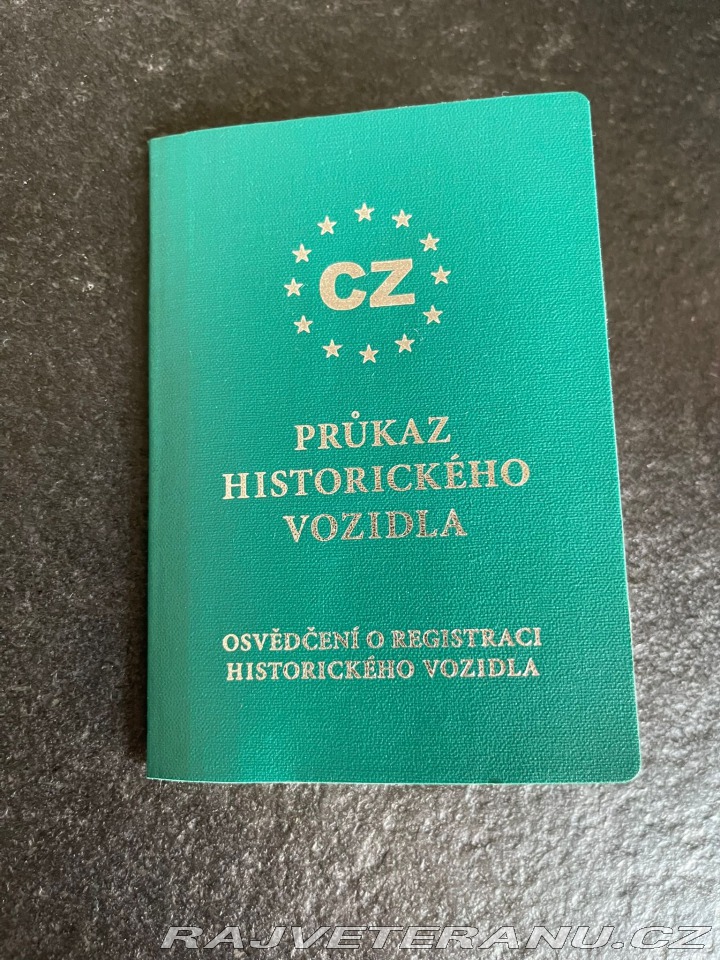 CZ
PRŮKAZ
HISTORICKÉHO
VOZIDLA
OSVĚDČENÍ O REGISTRACI
HISTORICKÉHO VOZIDLA
RAJVETERANU.CZ